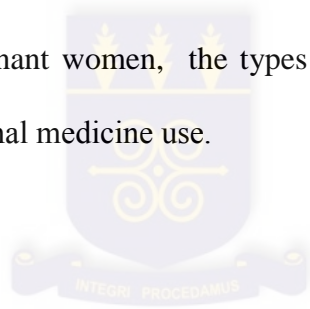 nant women, the types
nal medicine use.
INTEGRI PROCEDAMUS